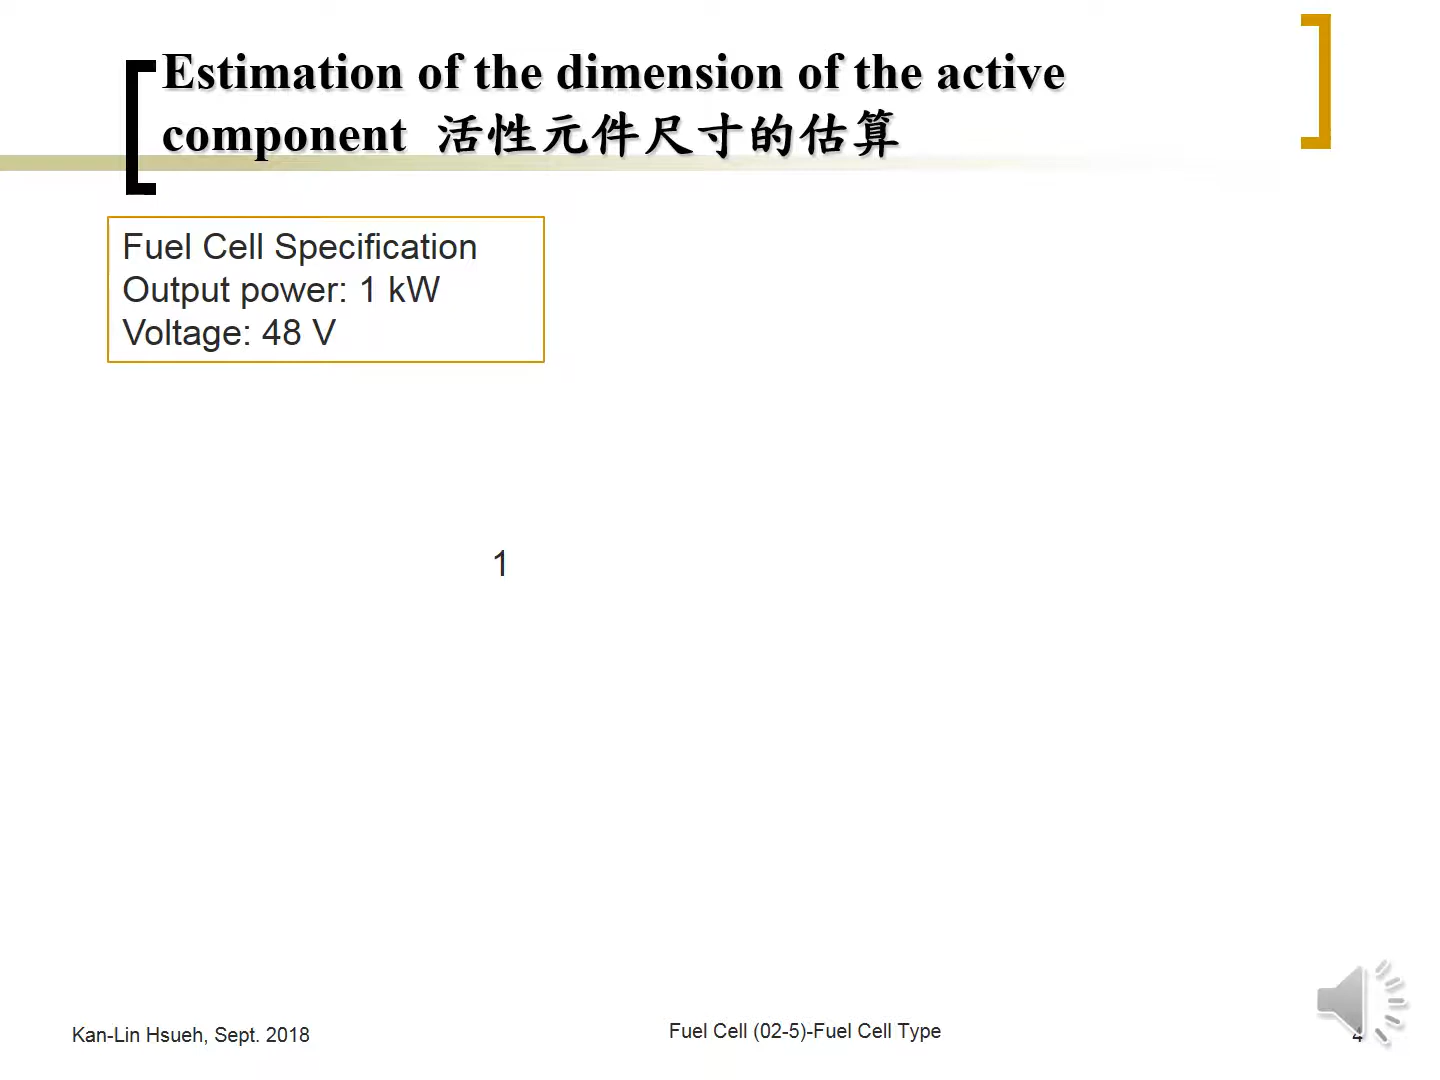 Estimation of the dimension of the active
component 活性元件尺寸的估算
Fuel Cell Specification
Output power: 1 kW
Voltage: 48 V
1
Kan-Lin Hsueh, Sept. 2018
Fuel Cell (02-5)-Fuel Cell Type
4